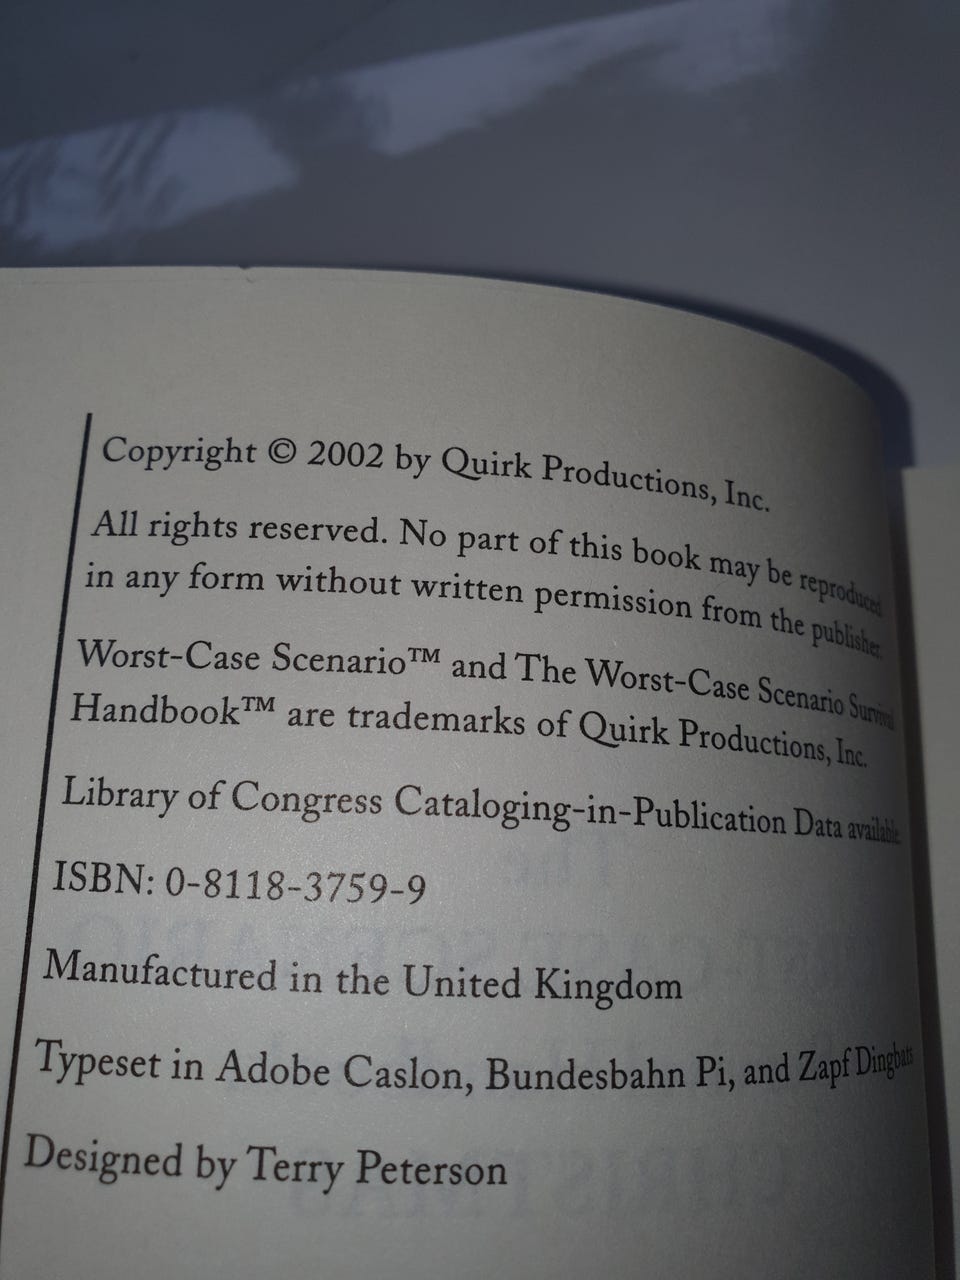 Copyright © 2002 by Quirk Productions, Inc.
All rights reserved. No part of this book may be reproduced
in any form without written permission from the publisher.
Worst-Case Scenario™ and The Worst-Case Scenario Survival
Handbook™ are trademarks of Quirk Productions, Inc.
Library of Congress Cataloging-in-Publication Data available.
ISBN: 0-8118-3759-9
Manufactured in the United Kingdom
Typeset in Adobe Caslon, Bundesbahn Pi, and Zapf Dingbats
Designed by Terry Peterson